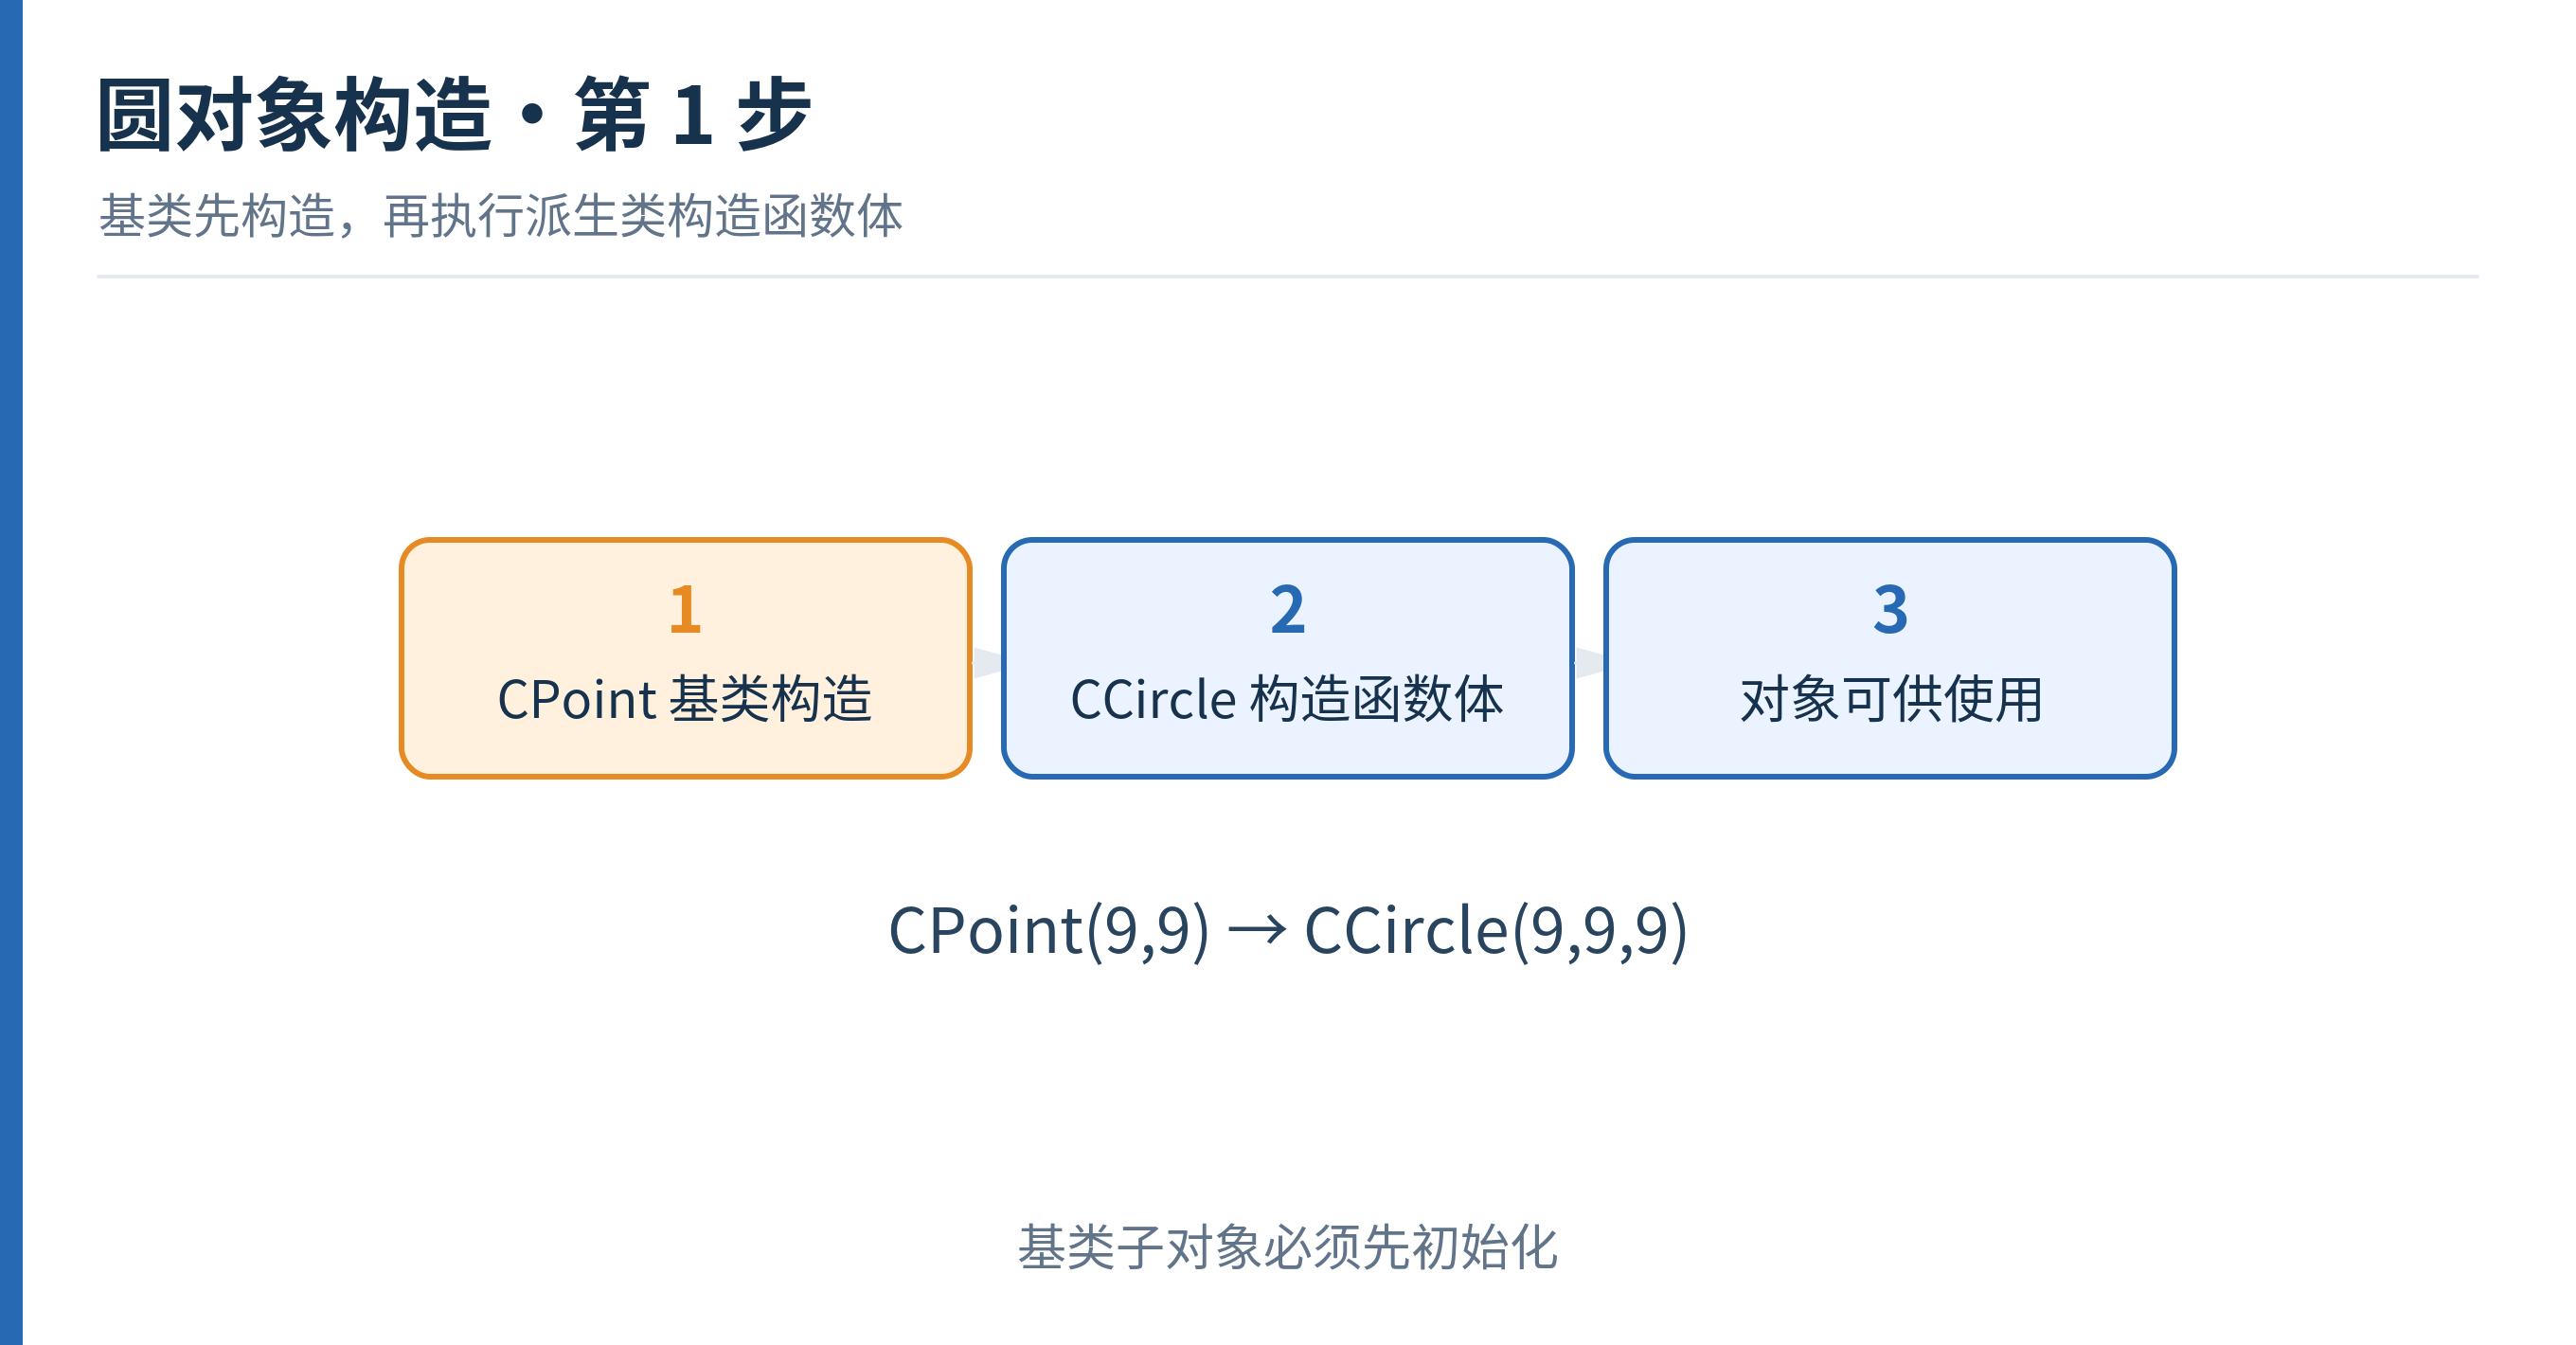 圆对象构造·第 1 步
基类先构造，再执行派生类构造函数体
1
CPoint 基类构造
2
CCircle 构造函数体
3
对象可供使用
CPoint(9,9) → CCircle(9,9,9)
基类子对象必须先初始化